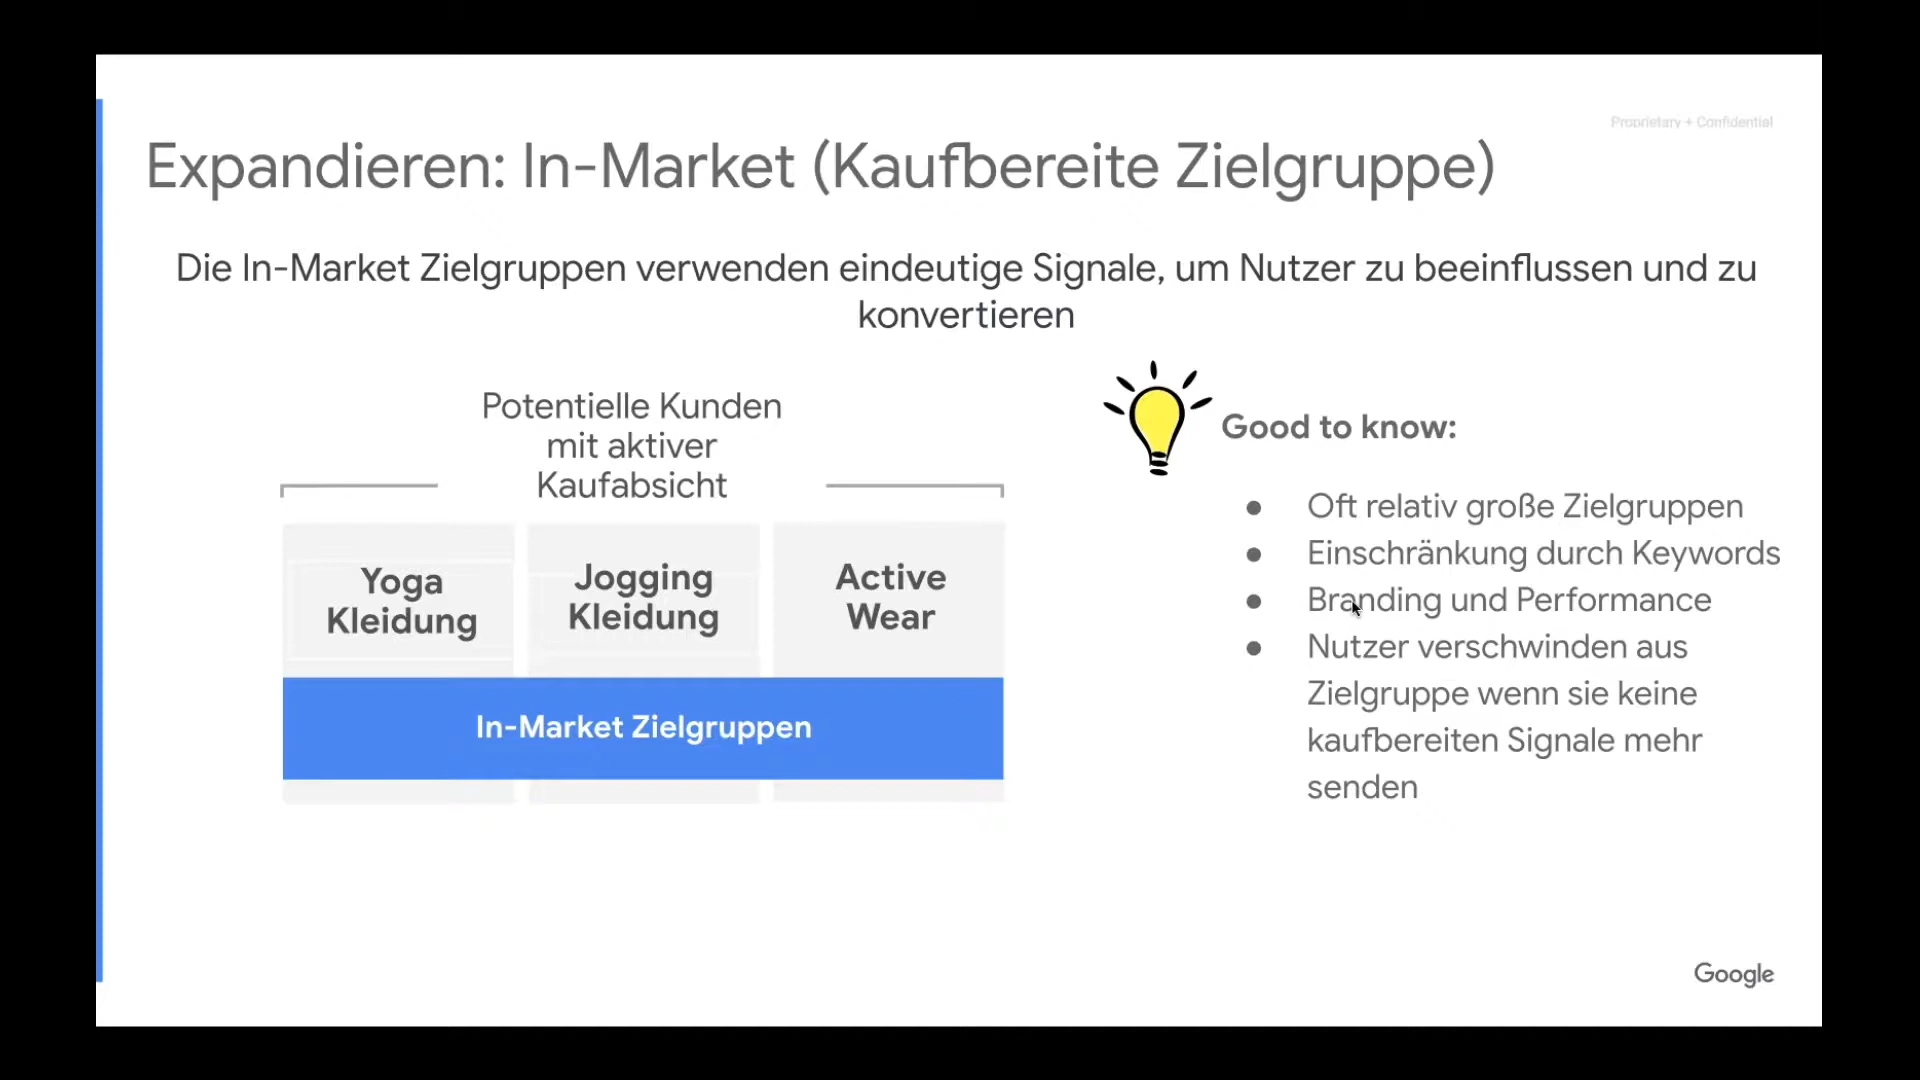 Proprietary + Confidential
Expandieren: In-Market (Kaufbereite Zielgruppe)
Die In-Market Zielgruppen verwenden eindeutige Signale, um Nutzer zu beeinflussen und zu
konvertieren
Potentielle Kunden
mit aktiver
Kaufabsicht
Yoga
Kleidung
Jogging
Kleidung
Active
Wear
In-Market Zielgruppen
Good to know:
● Oft relativ große Zielgruppen
● Einschränkung durch Keywords
● Branding und Performance
● Nutzer verschwinden aus
Zielgruppe wenn sie keine
kaufbereiten Signale mehr
senden
Google